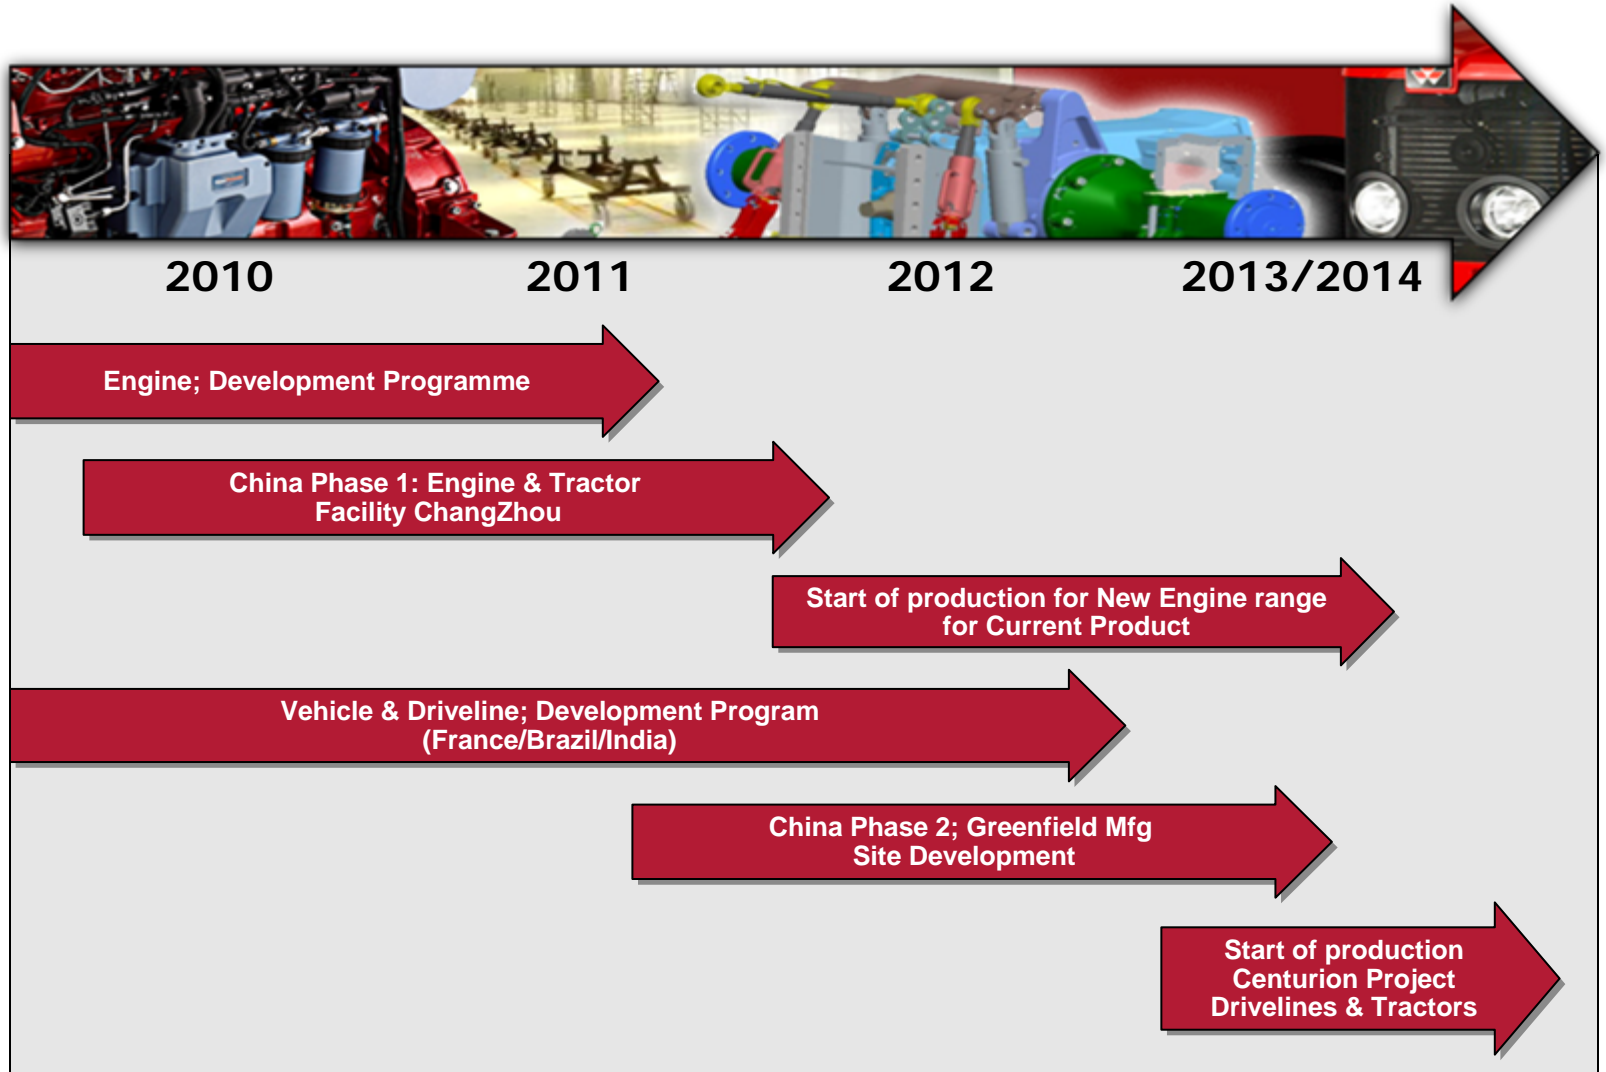 2010 2011 2012 2013/2014
Engine; Development Programme
China Phase 1: Engine & Tractor
Facility ChangZhou
Start of production for New Engine range
for Current Product
Vehicle & Driveline; Development Program
(France/Brazil/India)
China Phase 2; Greenfield Mfg
Site Development
Start of production
Centurion Project
Drivelines & Tractors